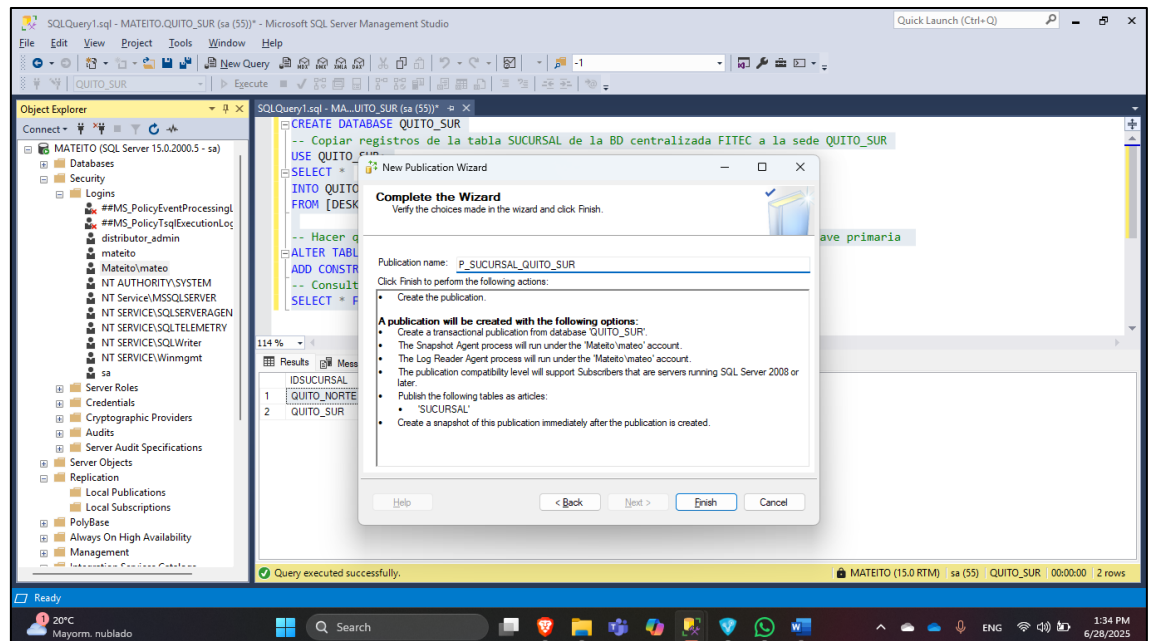 SQLQuery1.sql - MATEITO.QUITO_SUR (sa (55))* - Microsoft SQL Server Management Studio
Quick Launch (Ctrl+Q)
File Edit View Project Tools Window Help
New Query
-1
QUITO_SUR
Execute
Object Explorer
SQLQuery1.sql - MA...UITO_SUR (sa (55))*
Connect
MATEITO (SQL Server 15.0.2000.5 - sa)
Databases
Security
Logins
##MS_PolicyEventProcessingL
##MS_PolicyTsqlExecutionLog
distributor_admin
mateito
Mateito\mateo
NT AUTHORITY\SYSTEM
NT Service\MSSQLSERVER
NT SERVICE\SQLSERVERAGEN
NT SERVICE\SQLTELEMETRY
NT SERVICE\SQLWriter
NT SERVICE\Winmgmt
sa
Server Roles
Credentials
Cryptographic Providers
Audits
Server Audit Specifications
Server Objects
Replication
Local Publications
Local Subscriptions
PolyBase
Always On High Availability
Management
CREATE DATABASE QUITO_SUR
-- Copiar registros de la tabla SUCURSAL de la BD centralizada FITEC a la sede QUITO_SUR
USE QUITO_SUR
SELECT *
INTO QUITO
FROM [DESK
-- Hacer q
ave primaria
ALTER TABL
ADD CONSTR
-- Consult
SELECT * F
114 %
Results Mess
IDSUCURSAL
1 QUITO_NORTE
2 QUITO_SUR
New Publication Wizard
Complete the Wizard
Verify the choices made in the wizard and click Finish.
Publication name: P_SUCURSAL_QUITO_SUR
Click Finish to perform the following actions:
• Create the publication.
A publication will be created with the following options:
• Create a transactional publication from database 'QUITO_SUR'.
• The Snapshot Agent process will run under the 'Mateito\mateo' account.
• The Log Reader Agent process will run under the 'Mateito\mateo' account.
• The publication compatibility level will support Subscribers that are servers running SQL Server 2008 or
later.
• Publish the following tables as articles:
• 'SUCURSAL'
• Create a snapshot of this publication immediately after the publication is created.
Help < Back Next > Finish Cancel
Query executed successfully.
MATEITO (15.0 RTM) sa (55) QUITO_SUR 00:00:00 2 rows
Ready
1
20°C
Mayorm. nublado
Search
ENG
1:34 PM
6/28/2025